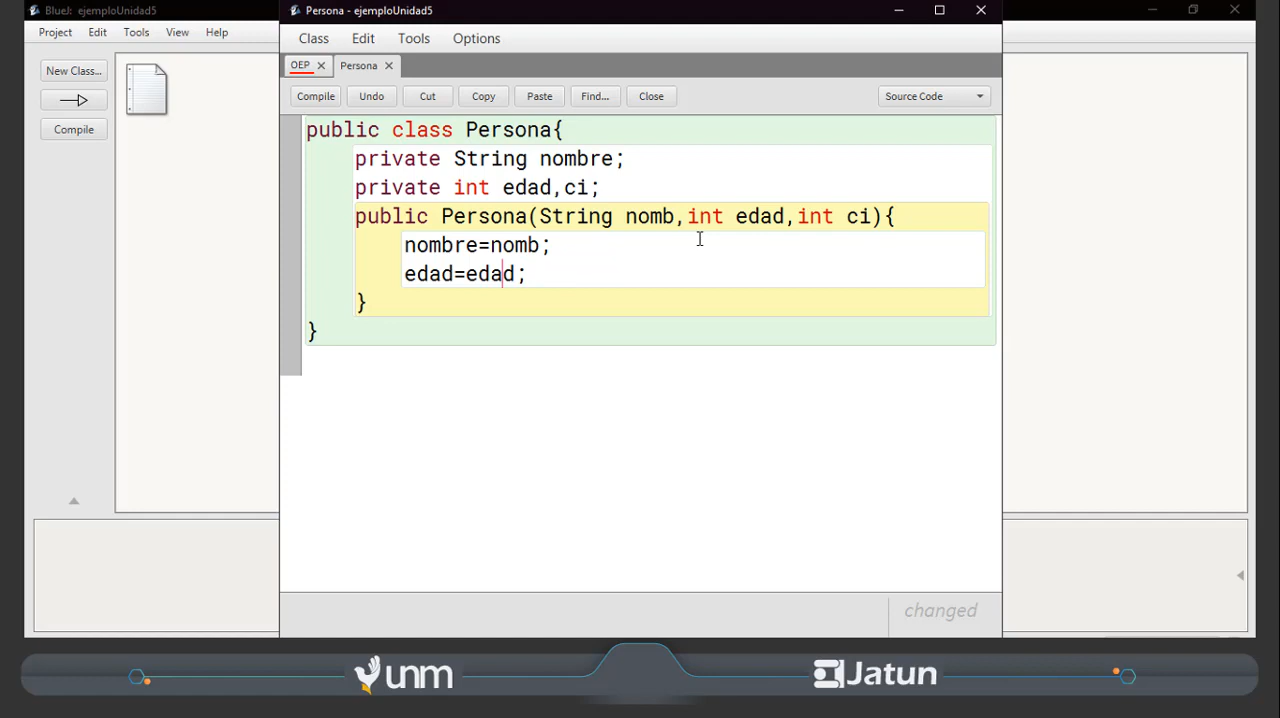 BlueJ: ejemploUnidad5
Persona - ejemploUnidad5
Project Edit Tools View Help
Class Edit Tools Options
OEP Persona
New Class...
Compile
Compile Undo Cut Copy Paste Find... Close Source Code
public class Persona{
private String nombre;
private int edad,ci;
public Persona(String nomb,int edad,int ci){
nombre=nomb;
edad=edad;
}
}
changed
unm
Jatun